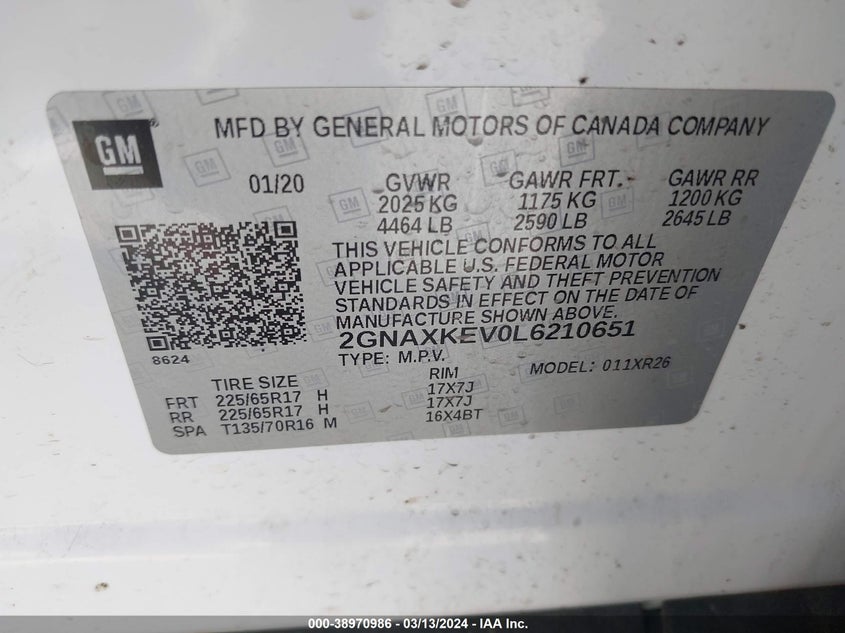 GM
MFD BY GENERAL MOTORS OF CANADA COMPANY
01/20 GVWR GAWR FRT. GAWR RR
2025 KG 1175 KG 1200 KG
4464 LB 2590 LB 2645 LB
THIS VEHICLE CONFORMS TO ALL
APPLICABLE U.S. FEDERAL MOTOR
VEHICLE SAFETY AND THEFT PREVENTION
STANDARDS IN EFFECT ON THE DATE OF
MANUFACTURE SHOWN ABOVE.
2GNAXKEV0L6210651
8624
TYPE: M.P.V. MODEL: 011XR26
TIRE SIZE RIM
FRT 225/65R17 H 17X7J
RR 225/65R17 H 17X7J
SPA T135/70R16 M 16X4BT
000-38970986 - 03/13/2024 - IAA Inc.